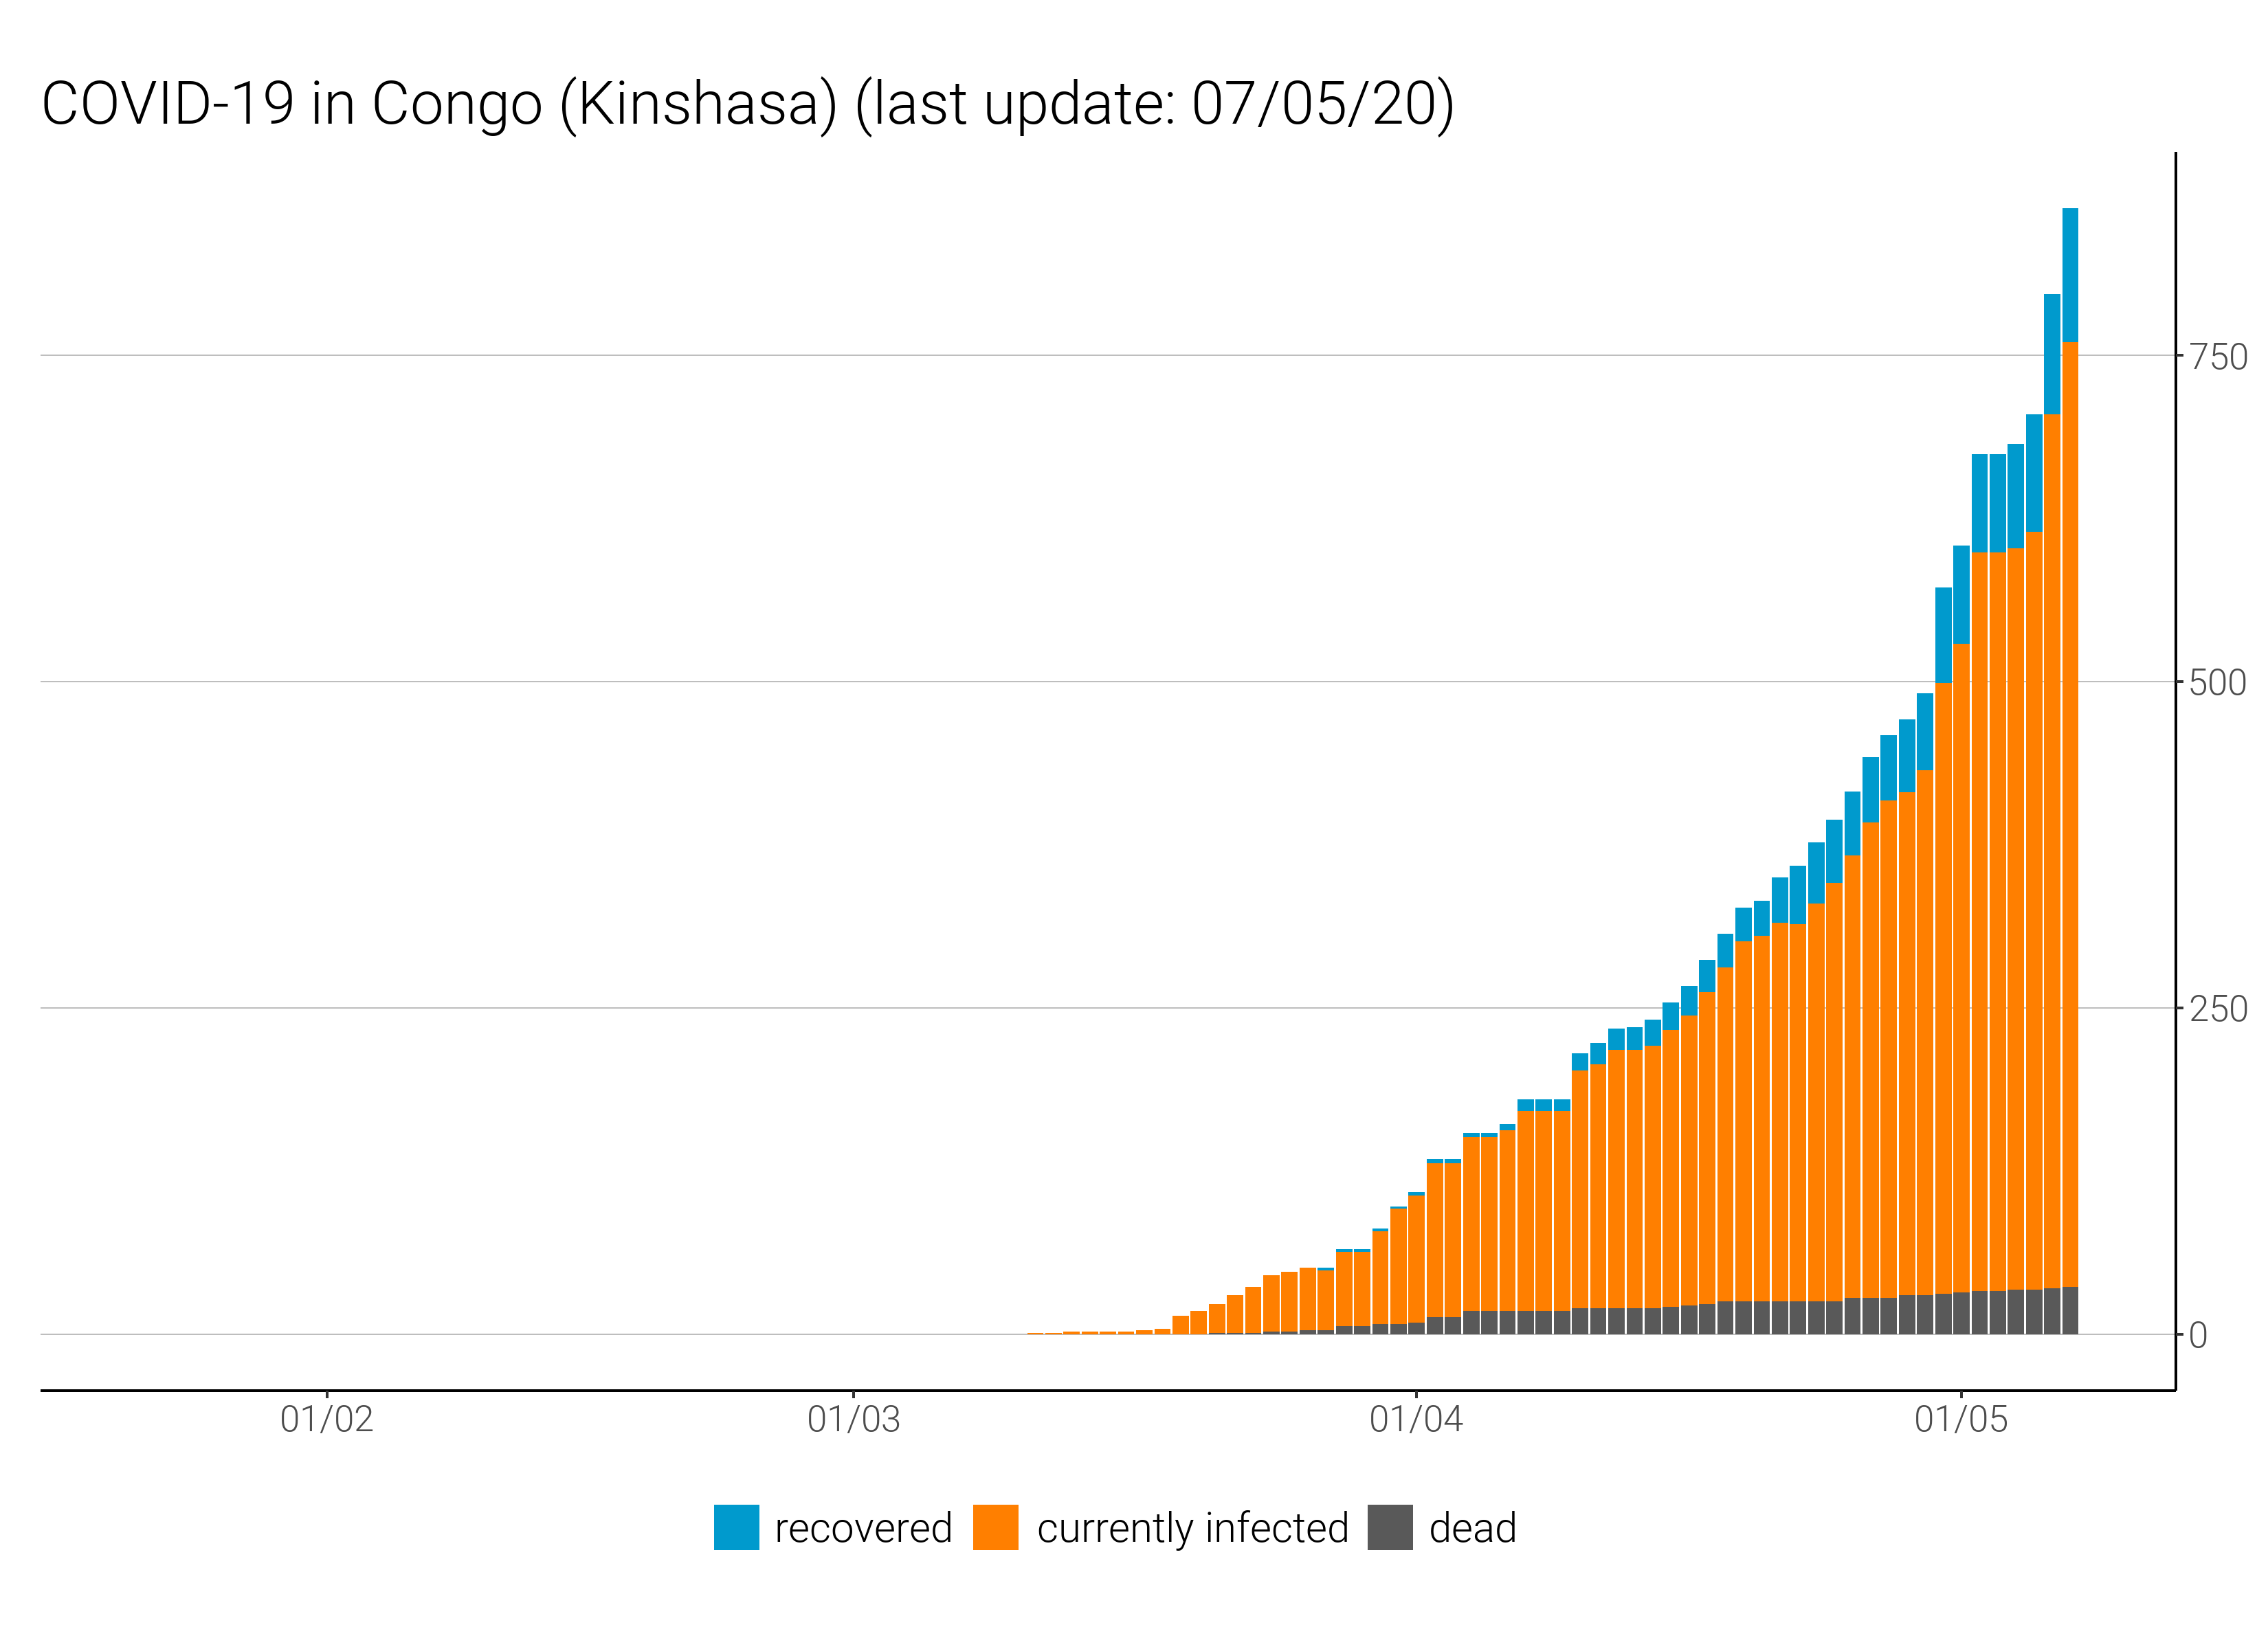 COVID-19 in Congo (Kinshasa) (last update: 07/05/20)
750
500
250
0
01/02 01/03 01/04 01/05
recovered currently infected dead